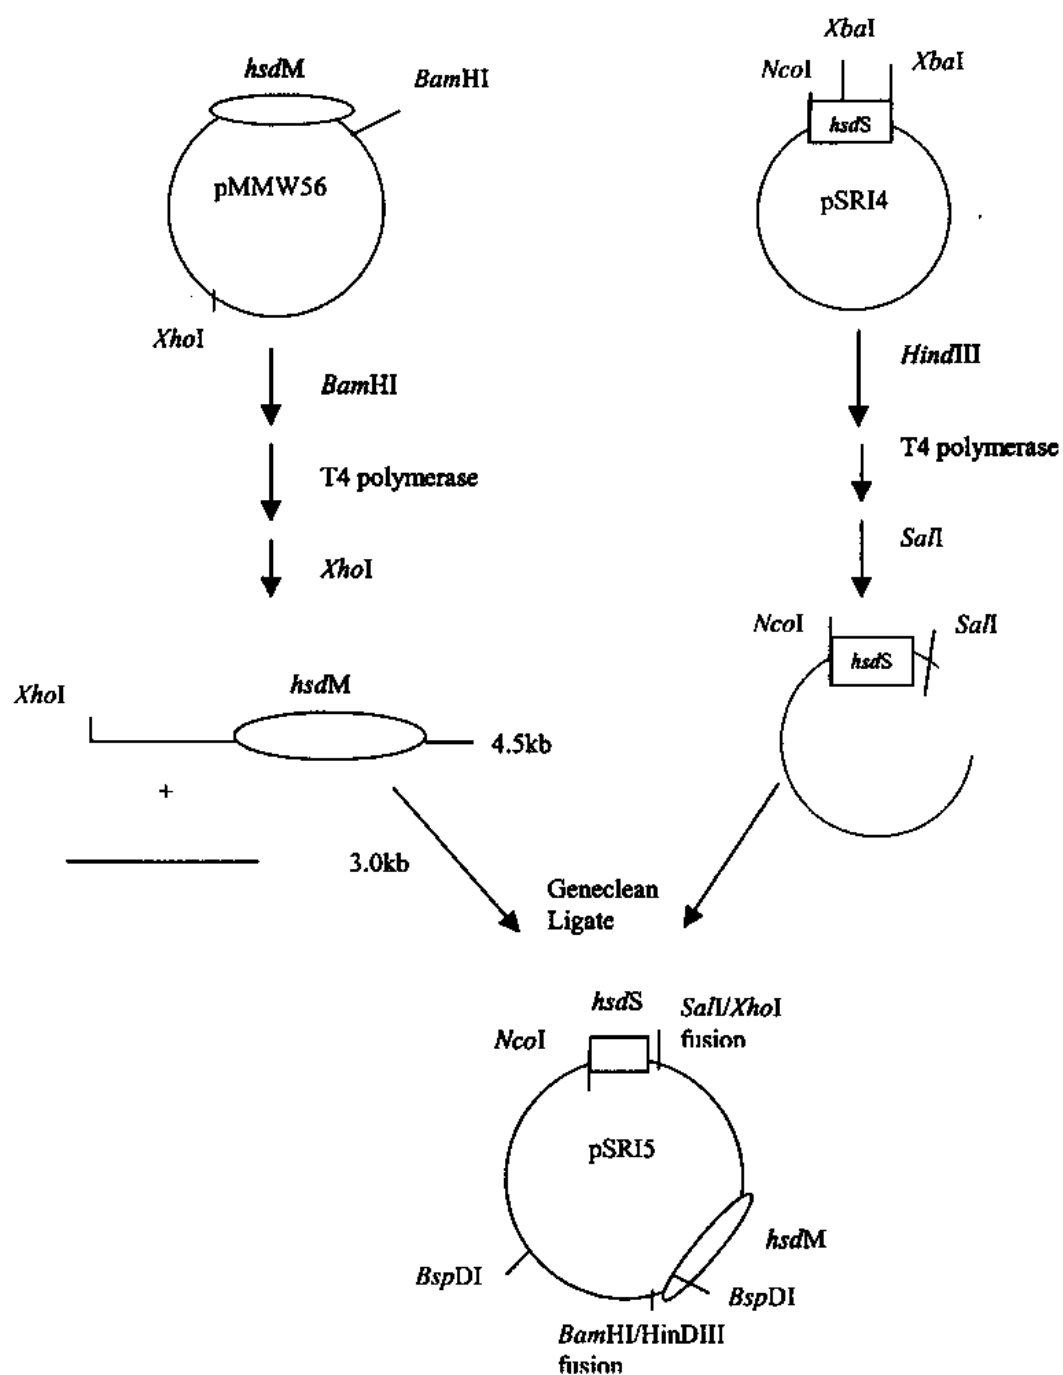 XbaI
hsdM
BamHI
NcoI
XbaI
hsdS
pMMW56
pSRI4
XhoI
HindIII
BamHI
T4 polymerase
T4 polymerase
SalI
XhoI
NcoI
SalI
hsdS
XhoI
hsdM
4.5kb
+
3.0kb
Geneclean
Ligate
hsdS
SalI/XhoI
fusion
NcoI
pSRI5
hsdM
BspDI
BspDI
BamHI/HinDIII
fusion